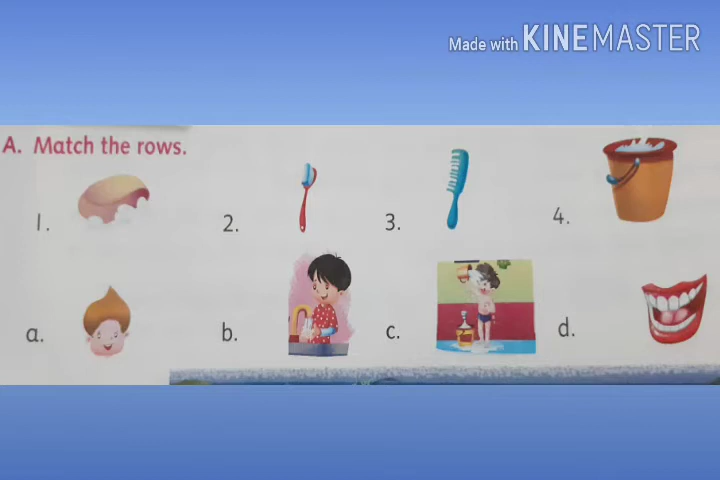 Made with KINEMASTER
A. Match the rows.
1. 2. 3. 4.
a. b. c. d.